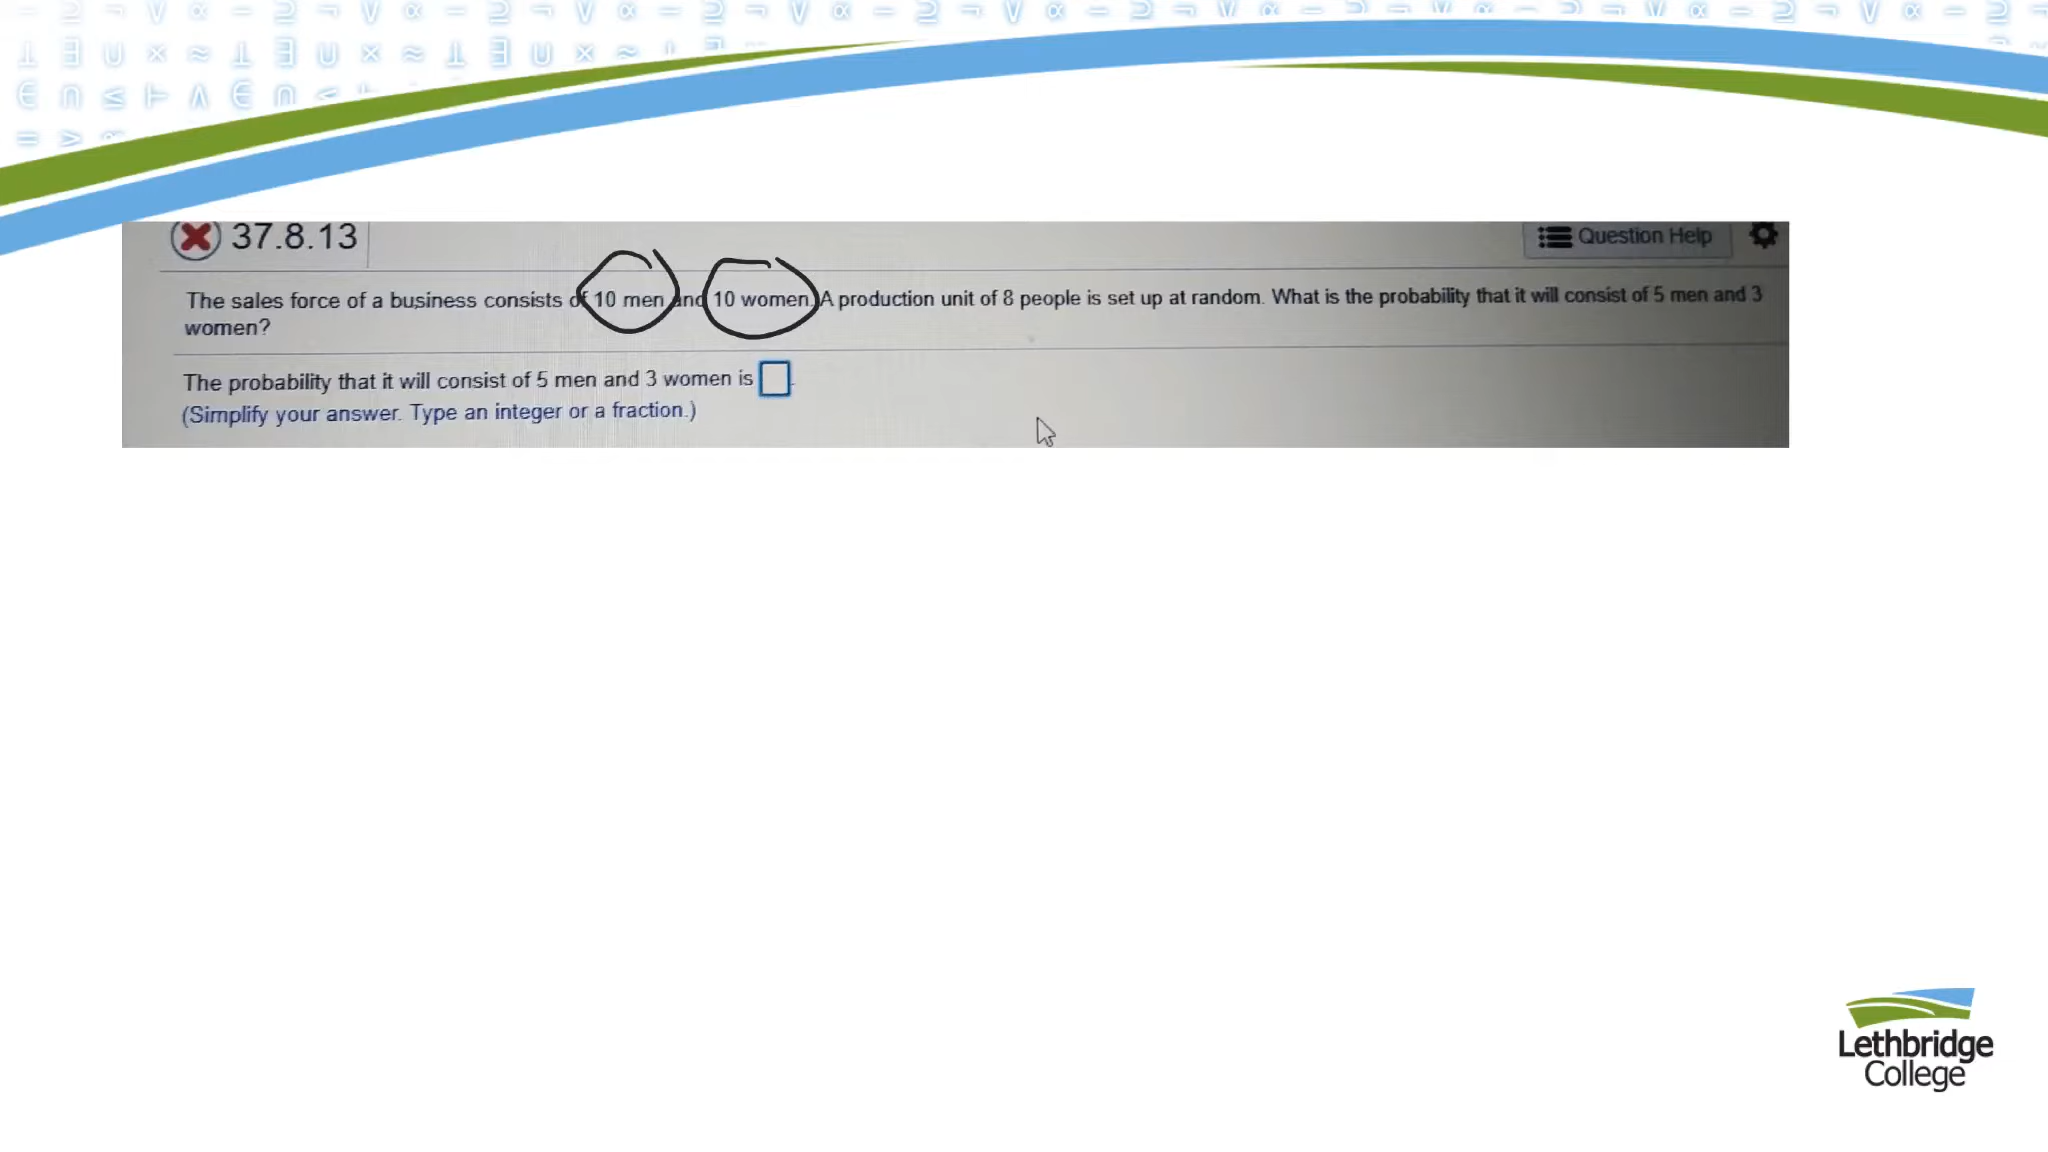 37.8.13
Question Help
The sales force of a business consists of 10 men and 10 women. A production unit of 8 people is set up at random. What is the probability that it will consist of 5 men and 3
women?
The probability that it will consist of 5 men and 3 women is
(Simplify your answer. Type an integer or a fraction.)
Lethbridge
College